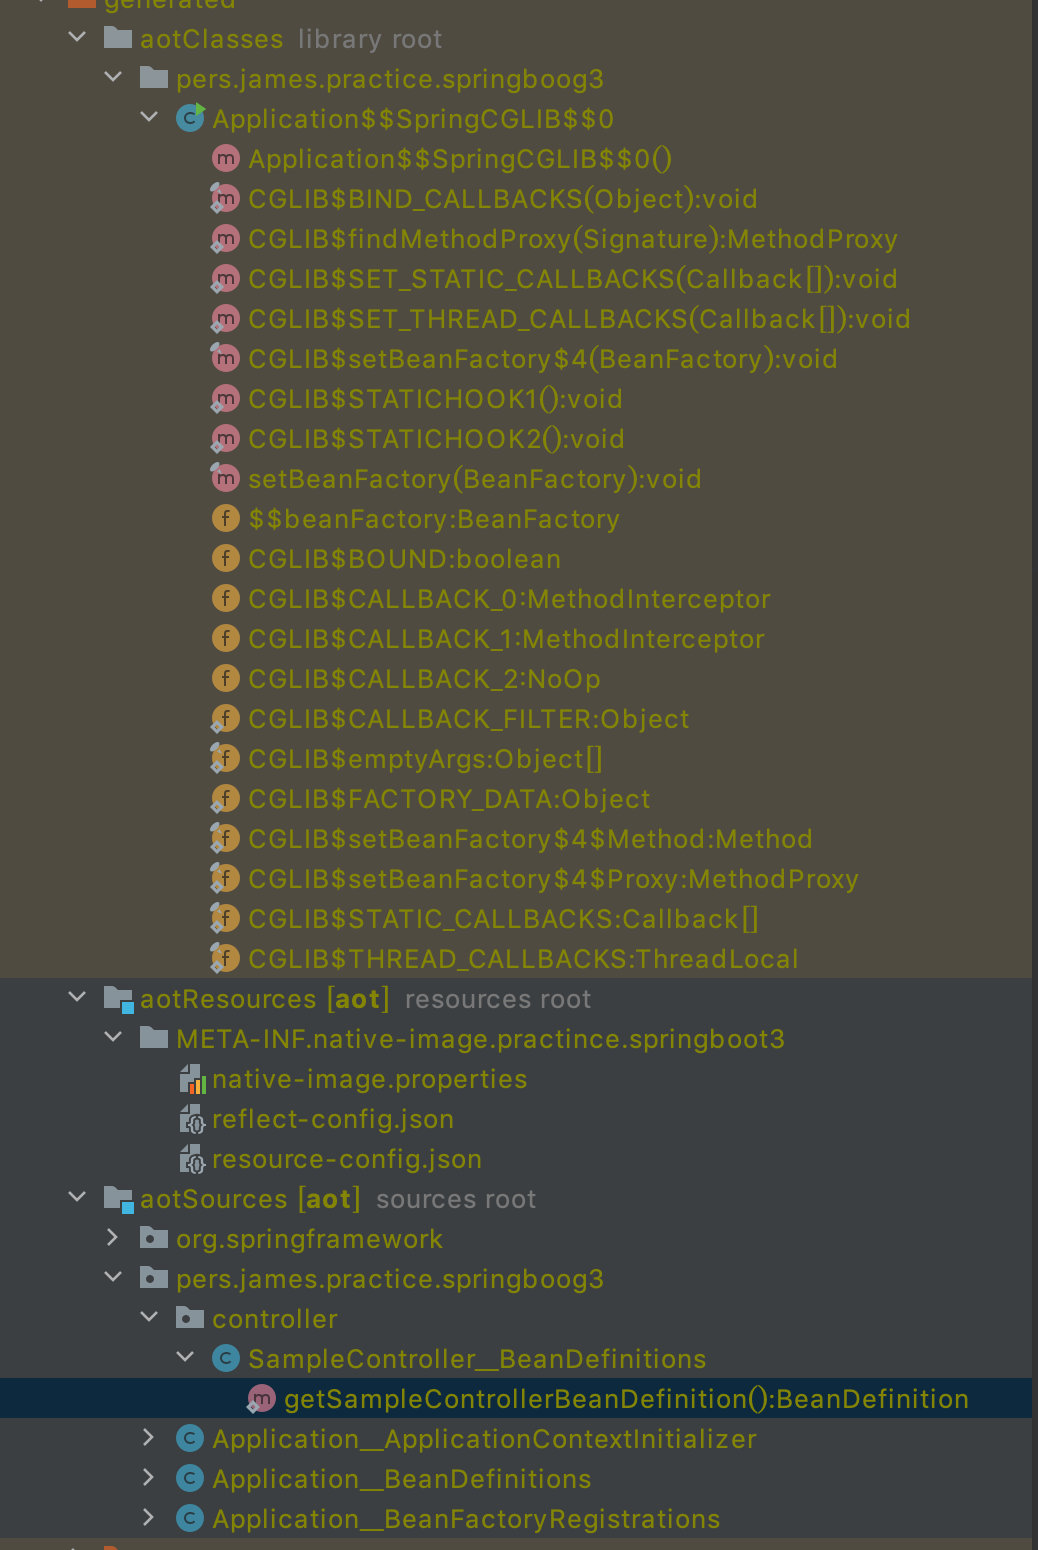 generated
aotClasses library root
pers.james.practice.springboog3
Application$$SpringCGLIB$$0
Application$$SpringCGLIB$$0()
CGLIB$BIND_CALLBACKS(Object):void
CGLIB$findMethodProxy(Signature):MethodProxy
CGLIB$SET_STATIC_CALLBACKS(Callback[]):void
CGLIB$SET_THREAD_CALLBACKS(Callback[]):void
CGLIB$setBeanFactory$4(BeanFactory):void
CGLIB$STATICHOOK1():void
CGLIB$STATICHOOK2():void
setBeanFactory(BeanFactory):void
$$beanFactory:BeanFactory
CGLIB$BOUND:boolean
CGLIB$CALLBACK_0:MethodInterceptor
CGLIB$CALLBACK_1:MethodInterceptor
CGLIB$CALLBACK_2:NoOp
CGLIB$CALLBACK_FILTER:Object
CGLIB$emptyArgs:Object[]
CGLIB$FACTORY_DATA:Object
CGLIB$setBeanFactory$4$Method:Method
CGLIB$setBeanFactory$4$Proxy:MethodProxy
CGLIB$STATIC_CALLBACKS:Callback[]
CGLIB$THREAD_CALLBACKS:ThreadLocal
aotResources [aot] resources root
META-INF.native-image.practince.springboot3
native-image.properties
reflect-config.json
resource-config.json
aotSources [aot] sources root
org.springframework
pers.james.practice.springboog3
controller
SampleController__BeanDefinitions
getSampleControllerBeanDefinition():BeanDefinition
Application__ApplicationContextInitializer
Application__BeanDefinitions
Application__BeanFactoryRegistrations